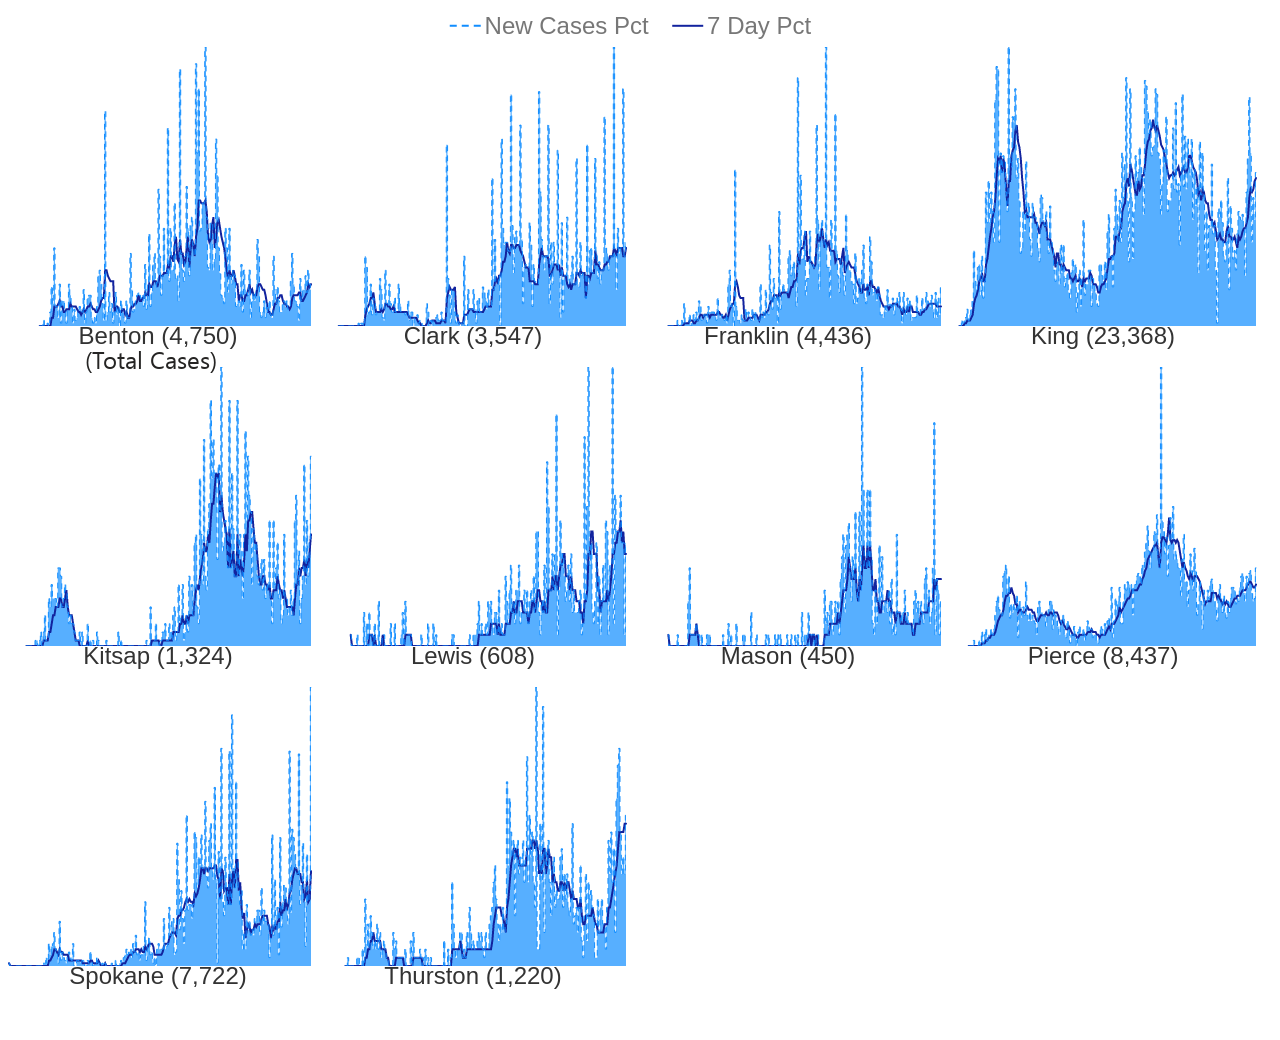 New Cases Pct 7 Day Pct
Benton (4,750) Clark (3,547) Franklin (4,436) King (23,368)
(Total Cases)
Kitsap (1,324) Lewis (608) Mason (450) Pierce (8,437)
Spokane (7,722) Thurston (1,220)